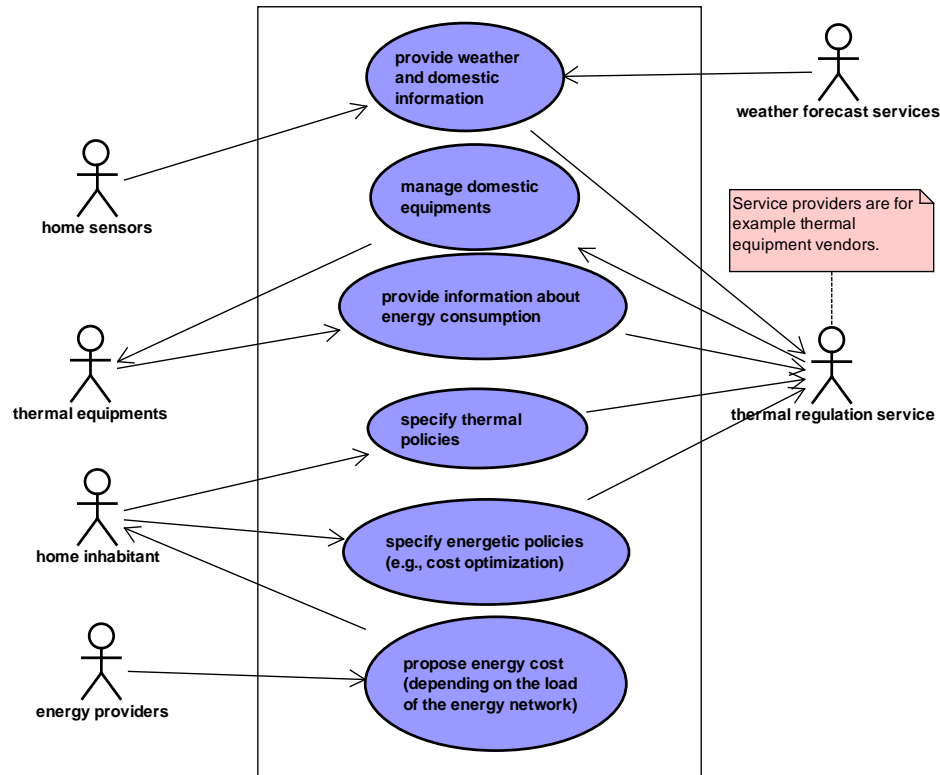 provide weather
and domestic
information
weather forecast services
home sensors
manage domestic
equipments
Service providers are for
example thermal
equipment vendors.
provide information about
energy consumption
thermal equipments
thermal regulation service
specify thermal
policies
home inhabitant
specify energetic policies
(e.g., cost optimization)
energy providers
propose energy cost
(depending on the load
of the energy network)